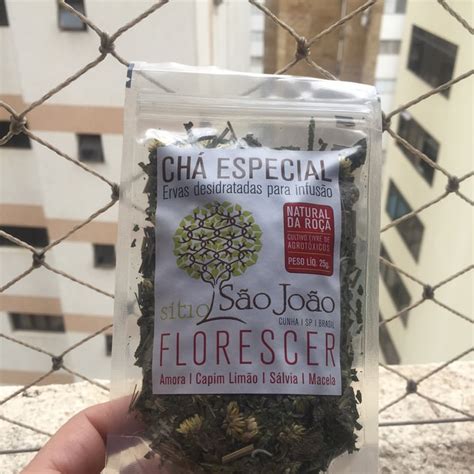 CHÁ ESPECIAL
Ervas desidratadas para infusão
NATURAL
DA ROÇA
CULTIVO LIVRE DE
AGROTÓXICOS
PESO LÍQ. 25g
sítio São João
CUNHA | SP | BRASIL
FLORESCER
Amora | Capim Limão | Sálvia | Macela